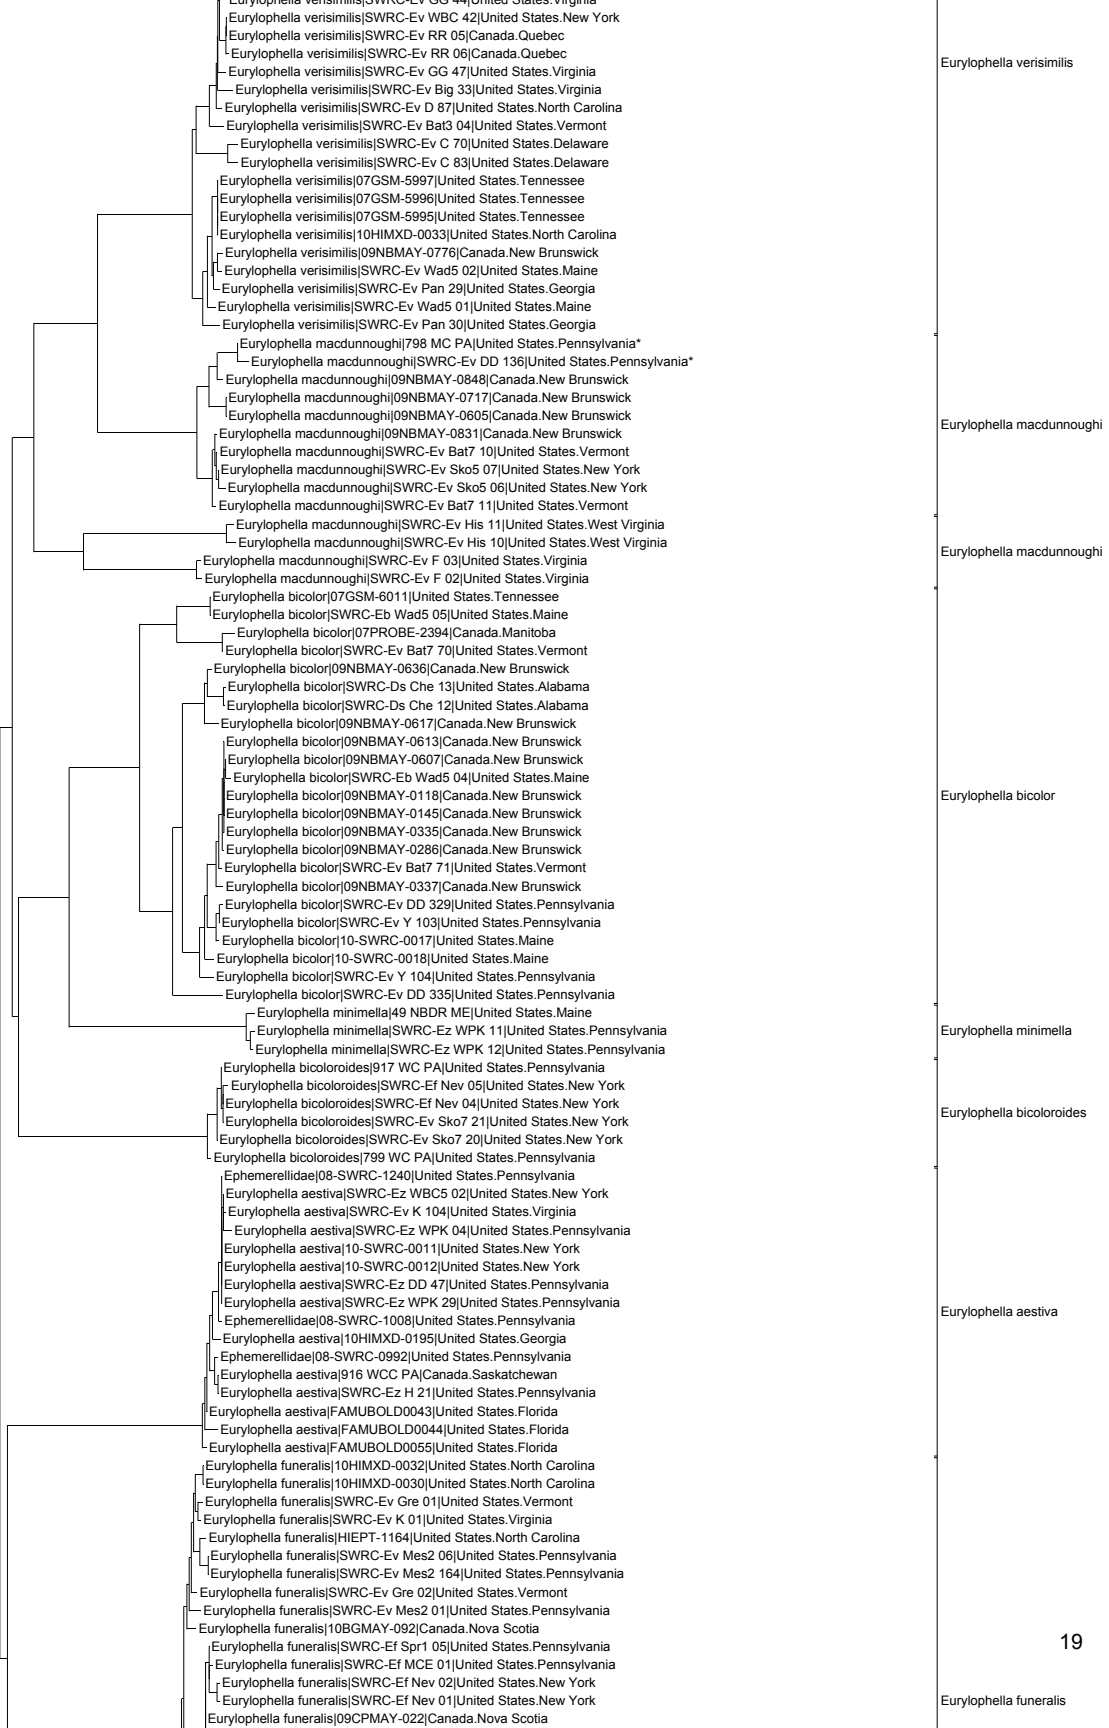 Eurylophella verisimilis|SWRC-Ev GG 44|United States.Virginia
Eurylophella verisimilis|SWRC-Ev WBC 42|United States.New York
Eurylophella verisimilis|SWRC-Ev RR 05|Canada.Quebec
Eurylophella verisimilis|SWRC-Ev RR 06|Canada.Quebec
Eurylophella verisimilis
Eurylophella verisimilis|SWRC-Ev GG 47|United States.Virginia
Eurylophella verisimilis|SWRC-Ev Big 33|United States.Virginia
Eurylophella verisimilis|SWRC-Ev D 87|United States.North Carolina
Eurylophella verisimilis|SWRC-Ev Bat3 04|United States.Vermont
Eurylophella verisimilis|SWRC-Ev C 70|United States.Delaware
Eurylophella verisimilis|SWRC-Ev C 83|United States.Delaware
Eurylophella verisimilis|07GSM-5997|United States.Tennessee
Eurylophella verisimilis|07GSM-5996|United States.Tennessee
Eurylophella verisimilis|07GSM-5995|United States.Tennessee
Eurylophella verisimilis|10HIMXD-0033|United States.North Carolina
Eurylophella verisimilis|09NBMAY-0776|Canada.New Brunswick
Eurylophella verisimilis|SWRC-Ev Wad5 02|United States.Maine
Eurylophella verisimilis|SWRC-Ev Pan 29|United States.Georgia
Eurylophella verisimilis|SWRC-Ev Wad5 01|United States.Maine
Eurylophella verisimilis|SWRC-Ev Pan 30|United States.Georgia
Eurylophella macdunnoughi|798 MC PA|United States.Pennsylvania*
Eurylophella macdunnoughi|SWRC-Ev DD 136|United States.Pennsylvania*
Eurylophella macdunnoughi|09NBMAY-0848|Canada.New Brunswick
Eurylophella macdunnoughi|09NBMAY-0717|Canada.New Brunswick
Eurylophella macdunnoughi|09NBMAY-0605|Canada.New Brunswick
Eurylophella macdunnoughi
Eurylophella macdunnoughi|09NBMAY-0831|Canada.New Brunswick
Eurylophella macdunnoughi|SWRC-Ev Bat7 10|United States.Vermont
Eurylophella macdunnoughi|SWRC-Ev Sko5 07|United States.New York
Eurylophella macdunnoughi|SWRC-Ev Sko5 06|United States.New York
Eurylophella macdunnoughi|SWRC-Ev Bat7 11|United States.Vermont
Eurylophella macdunnoughi|SWRC-Ev His 11|United States.West Virginia
Eurylophella macdunnoughi|SWRC-Ev His 10|United States.West Virginia
Eurylophella macdunnoughi
Eurylophella macdunnoughi|SWRC-Ev F 03|United States.Virginia
Eurylophella macdunnoughi|SWRC-Ev F 02|United States.Virginia
Eurylophella bicolor|07GSM-6011|United States.Tennessee
Eurylophella bicolor|SWRC-Eb Wad5 05|United States.Maine
Eurylophella bicolor|07PROBE-2394|Canada.Manitoba
Eurylophella bicolor|SWRC-Ev Bat7 70|United States.Vermont
Eurylophella bicolor|09NBMAY-0636|Canada.New Brunswick
Eurylophella bicolor|SWRC-Ds Che 13|United States.Alabama
Eurylophella bicolor|SWRC-Ds Che 12|United States.Alabama
Eurylophella bicolor|09NBMAY-0617|Canada.New Brunswick
Eurylophella bicolor|09NBMAY-0613|Canada.New Brunswick
Eurylophella bicolor|09NBMAY-0607|Canada.New Brunswick
Eurylophella bicolor|SWRC-Eb Wad5 04|United States.Maine
Eurylophella bicolor|09NBMAY-0118|Canada.New Brunswick
Eurylophella bicolor
Eurylophella bicolor|09NBMAY-0145|Canada.New Brunswick
Eurylophella bicolor|09NBMAY-0335|Canada.New Brunswick
Eurylophella bicolor|09NBMAY-0286|Canada.New Brunswick
Eurylophella bicolor|SWRC-Ev Bat7 71|United States.Vermont
Eurylophella bicolor|09NBMAY-0337|Canada.New Brunswick
Eurylophella bicolor|SWRC-Ev DD 329|United States.Pennsylvania
Eurylophella bicolor|SWRC-Ev Y 103|United States.Pennsylvania
Eurylophella bicolor|10-SWRC-0017|United States.Maine
Eurylophella bicolor|10-SWRC-0018|United States.Maine
Eurylophella bicolor|SWRC-Ev Y 104|United States.Pennsylvania
Eurylophella bicolor|SWRC-Ev DD 335|United States.Pennsylvania
Eurylophella minimella|49 NBDR ME|United States.Maine
Eurylophella minimella|SWRC-Ez WPK 11|United States.Pennsylvania
Eurylophella minimella
Eurylophella minimella|SWRC-Ez WPK 12|United States.Pennsylvania
Eurylophella bicoloroides|917 WC PA|United States.Pennsylvania
Eurylophella bicoloroides|SWRC-Ef Nev 05|United States.New York
Eurylophella bicoloroides|SWRC-Ef Nev 04|United States.New York
Eurylophella bicoloroides
Eurylophella bicoloroides|SWRC-Ev Sko7 21|United States.New York
Eurylophella bicoloroides|SWRC-Ev Sko7 20|United States.New York
Eurylophella bicoloroides|799 WC PA|United States.Pennsylvania
Ephemerellidae|08-SWRC-1240|United States.Pennsylvania
Eurylophella aestiva|SWRC-Ez WBC5 02|United States.New York
Eurylophella aestiva|SWRC-Ev K 104|United States.Virginia
Eurylophella aestiva|SWRC-Ez WPK 04|United States.Pennsylvania
Eurylophella aestiva|10-SWRC-0011|United States.New York
Eurylophella aestiva|10-SWRC-0012|United States.New York
Eurylophella aestiva|SWRC-Ez DD 47|United States.Pennsylvania
Eurylophella aestiva|SWRC-Ez WPK 29|United States.Pennsylvania
Eurylophella aestiva
Ephemerellidae|08-SWRC-1008|United States.Pennsylvania
Eurylophella aestiva|10HIMXD-0195|United States.Georgia
Ephemerellidae|08-SWRC-0992|United States.Pennsylvania
Eurylophella aestiva|916 WCC PA|Canada.Saskatchewan
Eurylophella aestiva|SWRC-Ez H 21|United States.Pennsylvania
Eurylophella aestiva|FAMUBOLD0043|United States.Florida
Eurylophella aestiva|FAMUBOLD0044|United States.Florida
Eurylophella aestiva|FAMUBOLD0055|United States.Florida
Eurylophella funeralis|10HIMXD-0032|United States.North Carolina
Eurylophella funeralis|10HIMXD-0030|United States.North Carolina
Eurylophella funeralis|SWRC-Ev Gre 01|United States.Vermont
Eurylophella funeralis|SWRC-Ev K 01|United States.Virginia
Eurylophella funeralis|HIEPT-1164|United States.North Carolina
Eurylophella funeralis|SWRC-Ev Mes2 06|United States.Pennsylvania
Eurylophella funeralis|SWRC-Ev Mes2 164|United States.Pennsylvania
Eurylophella funeralis|SWRC-Ev Gre 02|United States.Vermont
Eurylophella funeralis|SWRC-Ev Mes2 01|United States.Pennsylvania
Eurylophella funeralis|10BGMAY-092|Canada.Nova Scotia
19
Eurylophella funeralis|SWRC-Ef Spr1 05|United States.Pennsylvania
Eurylophella funeralis|SWRC-Ef MCE 01|United States.Pennsylvania
Eurylophella funeralis|SWRC-Ef Nev 02|United States.New York
Eurylophella funeralis|SWRC-Ef Nev 01|United States.New York
Eurylophella funeralis
Eurylophella funeralis|09CPMAY-022|Canada.Nova Scotia